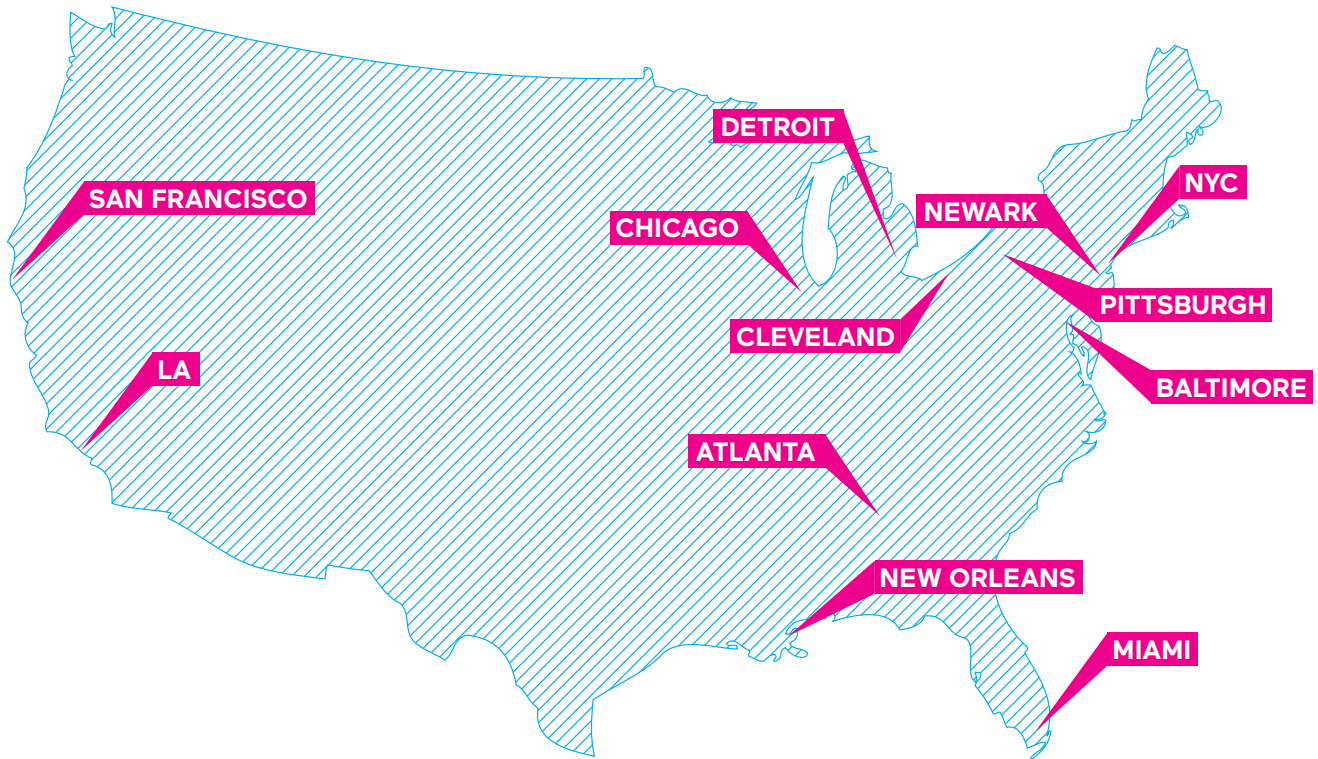 DETROIT
NYC
SAN FRANCISCO
NEWARK
CHICAGO
PITTSBURGH
CLEVELAND
LA
BALTIMORE
ATLANTA
NEW ORLEANS
MIAMI